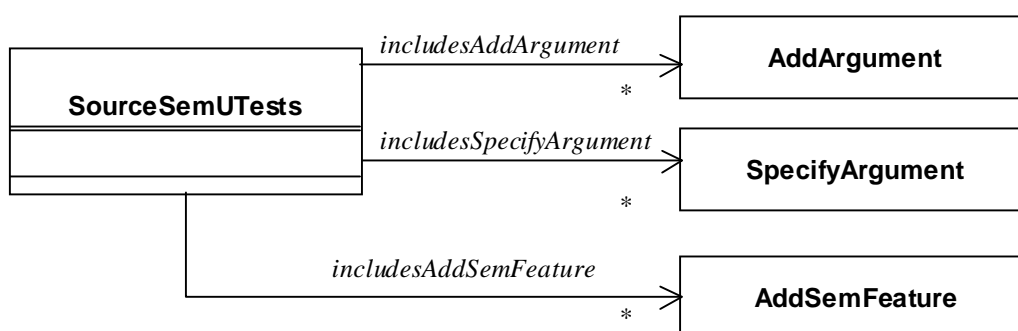 includesAddArgument
AddArgument
*
SourceSemUTests
includesSpecifyArgument
SpecifyArgument
*
includesAddSemFeature
AddSemFeature
*